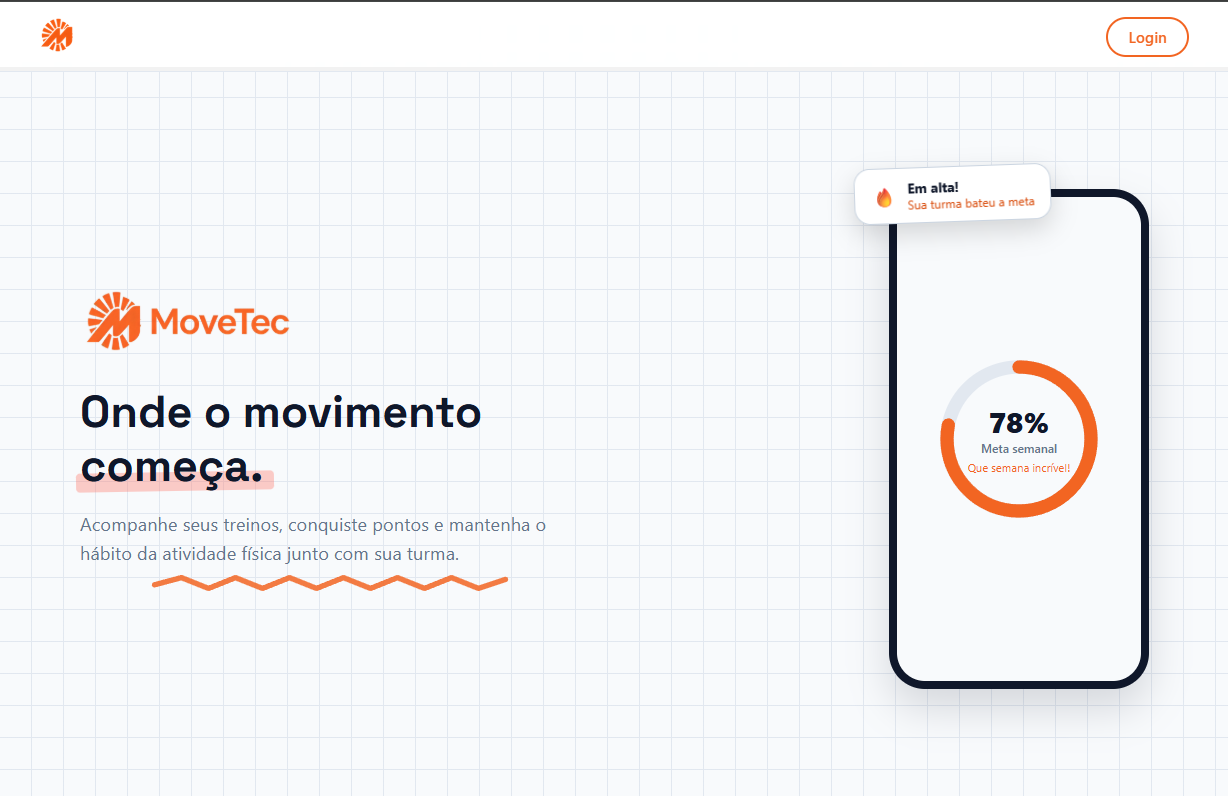 Login
MoveTec
Onde o movimento
começa.
Acompanhe seus treinos, conquiste pontos e mantenha o
hábito da atividade física junto com sua turma.
Em alta!
Sua turma bateu a meta
78%
Meta semanal
Que semana incrível!